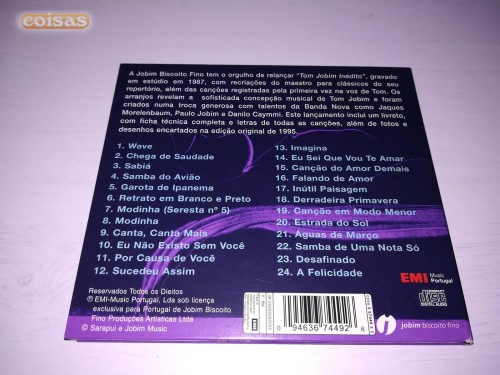 coisas
A Jobim Biscoito Fino tem o orgulho de relançar "Tom Jobim Inédito", gravado
em estúdio em 1987, com recriações do maestro para clássicos do seu
repertório, além das canções registradas pela primeira vez na voz de Tom. Os
arranjos revelam a sofisticada concepção musical de Tom Jobim e foram
criados numa troca generosa com talentos da Banda Nova como Jaques
Morelenbaum, Paulo Jobim e Danilo Caymmi. Este lançamento inclui um livreto,
com ficha técnica completa e letras de todas as canções, além de fotos e
desenhos encartados na edição original de 1995.
1. Wave
2. Chega de Saudade
3. Sabiá
4. Samba do Avião
5. Garota de Ipanema
6. Retrato em Branco e Preto
7. Modinha (Seresta nº 5)
8. Modinha
9. Canta, Canta Mais
10. Eu Não Existo Sem Você
11. Por Causa de Você
12. Sucedeu Assim
13. Imagina
14. Eu Sei Que Vou Te Amar
15. Canção do Amor Demais
16. Falando de Amor
17. Inútil Paisagem
18. Derradeira Primavera
19. Canção em Modo Menor
20. Estrada do Sol
21. Águas de Março
22. Samba de Uma Nota Só
23. Desafinado
24. A Felicidade
Reservados Todos os Dieitos
℗ EMI-Music Portugal, Lda sob licença
exclusiva para Portugal de Jobim Biscoito
Fino Produções Artísticas Ltda
© Sarapuí e Jobim Music
EMI
0 94636 74492
EMI Music
Portugal
COMPACT
disc
DIGITAL AUDIO
jobim biscoito fino